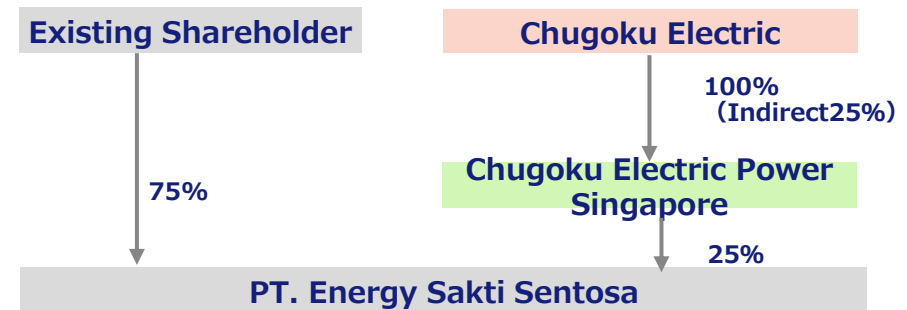 Existing Shareholder
Chugoku Electric
100%
（Indirect25%）
Chugoku Electric Power
Singapore
75%
25%
PT. Energy Sakti Sentosa